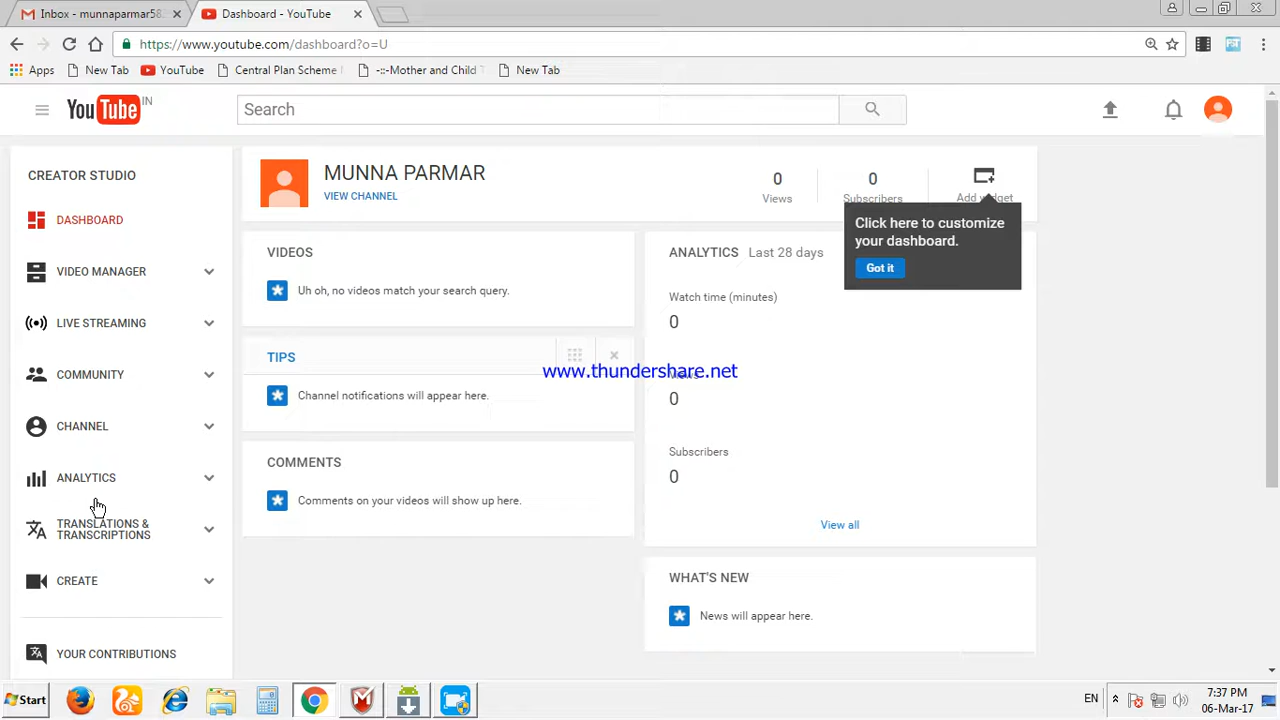 Inbox - munnaparmar58
Dashboard - YouTube
https://www.youtube.com/dashboard?o=U
Apps
New Tab
YouTube
Central Plan Scheme
-::-Mother and Child
New Tab
YouTube IN
Search
CREATOR STUDIO
DASHBOARD
VIDEO MANAGER
LIVE STREAMING
COMMUNITY
CHANNEL
ANALYTICS
TRANSLATIONS &
TRANSCRIPTIONS
CREATE
YOUR CONTRIBUTIONS
MUNNA PARMAR
VIEW CHANNEL
0
Views
0
Subscribers
Add widget
Click here to customize
your dashboard.
Got it
VIDEOS
Uh oh, no videos match your search query.
TIPS
Channel notifications will appear here.
COMMENTS
Comments on your videos will show up here.
www.thundershare.net
ANALYTICS Last 28 days
Watch time (minutes)
0
Views
0
Subscribers
0
View all
WHAT'S NEW
News will appear here.
Start
EN
7:37 PM
06-Mar-17